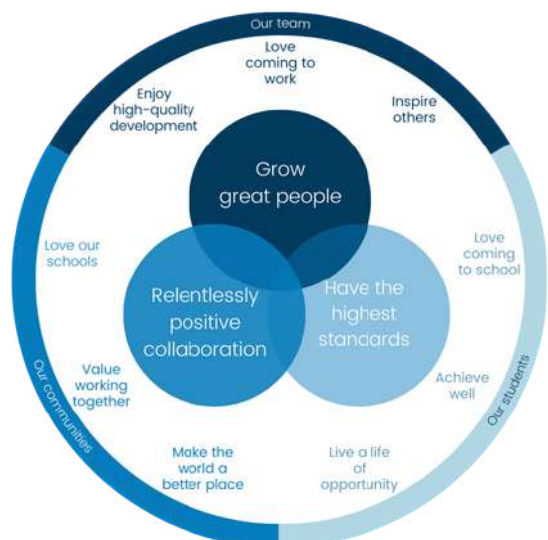 Our team
Love
coming to
work
Enjoy
high-quality
development
Inspire
others
Grow
great people
Love our
schools
Love
coming
to school
Relentlessly
positive
collaboration
Have the
highest
standards
Value
working
together
Achieve
well
Make the
world a
better place
Live a life
of
opportunity
Our communities
Our students